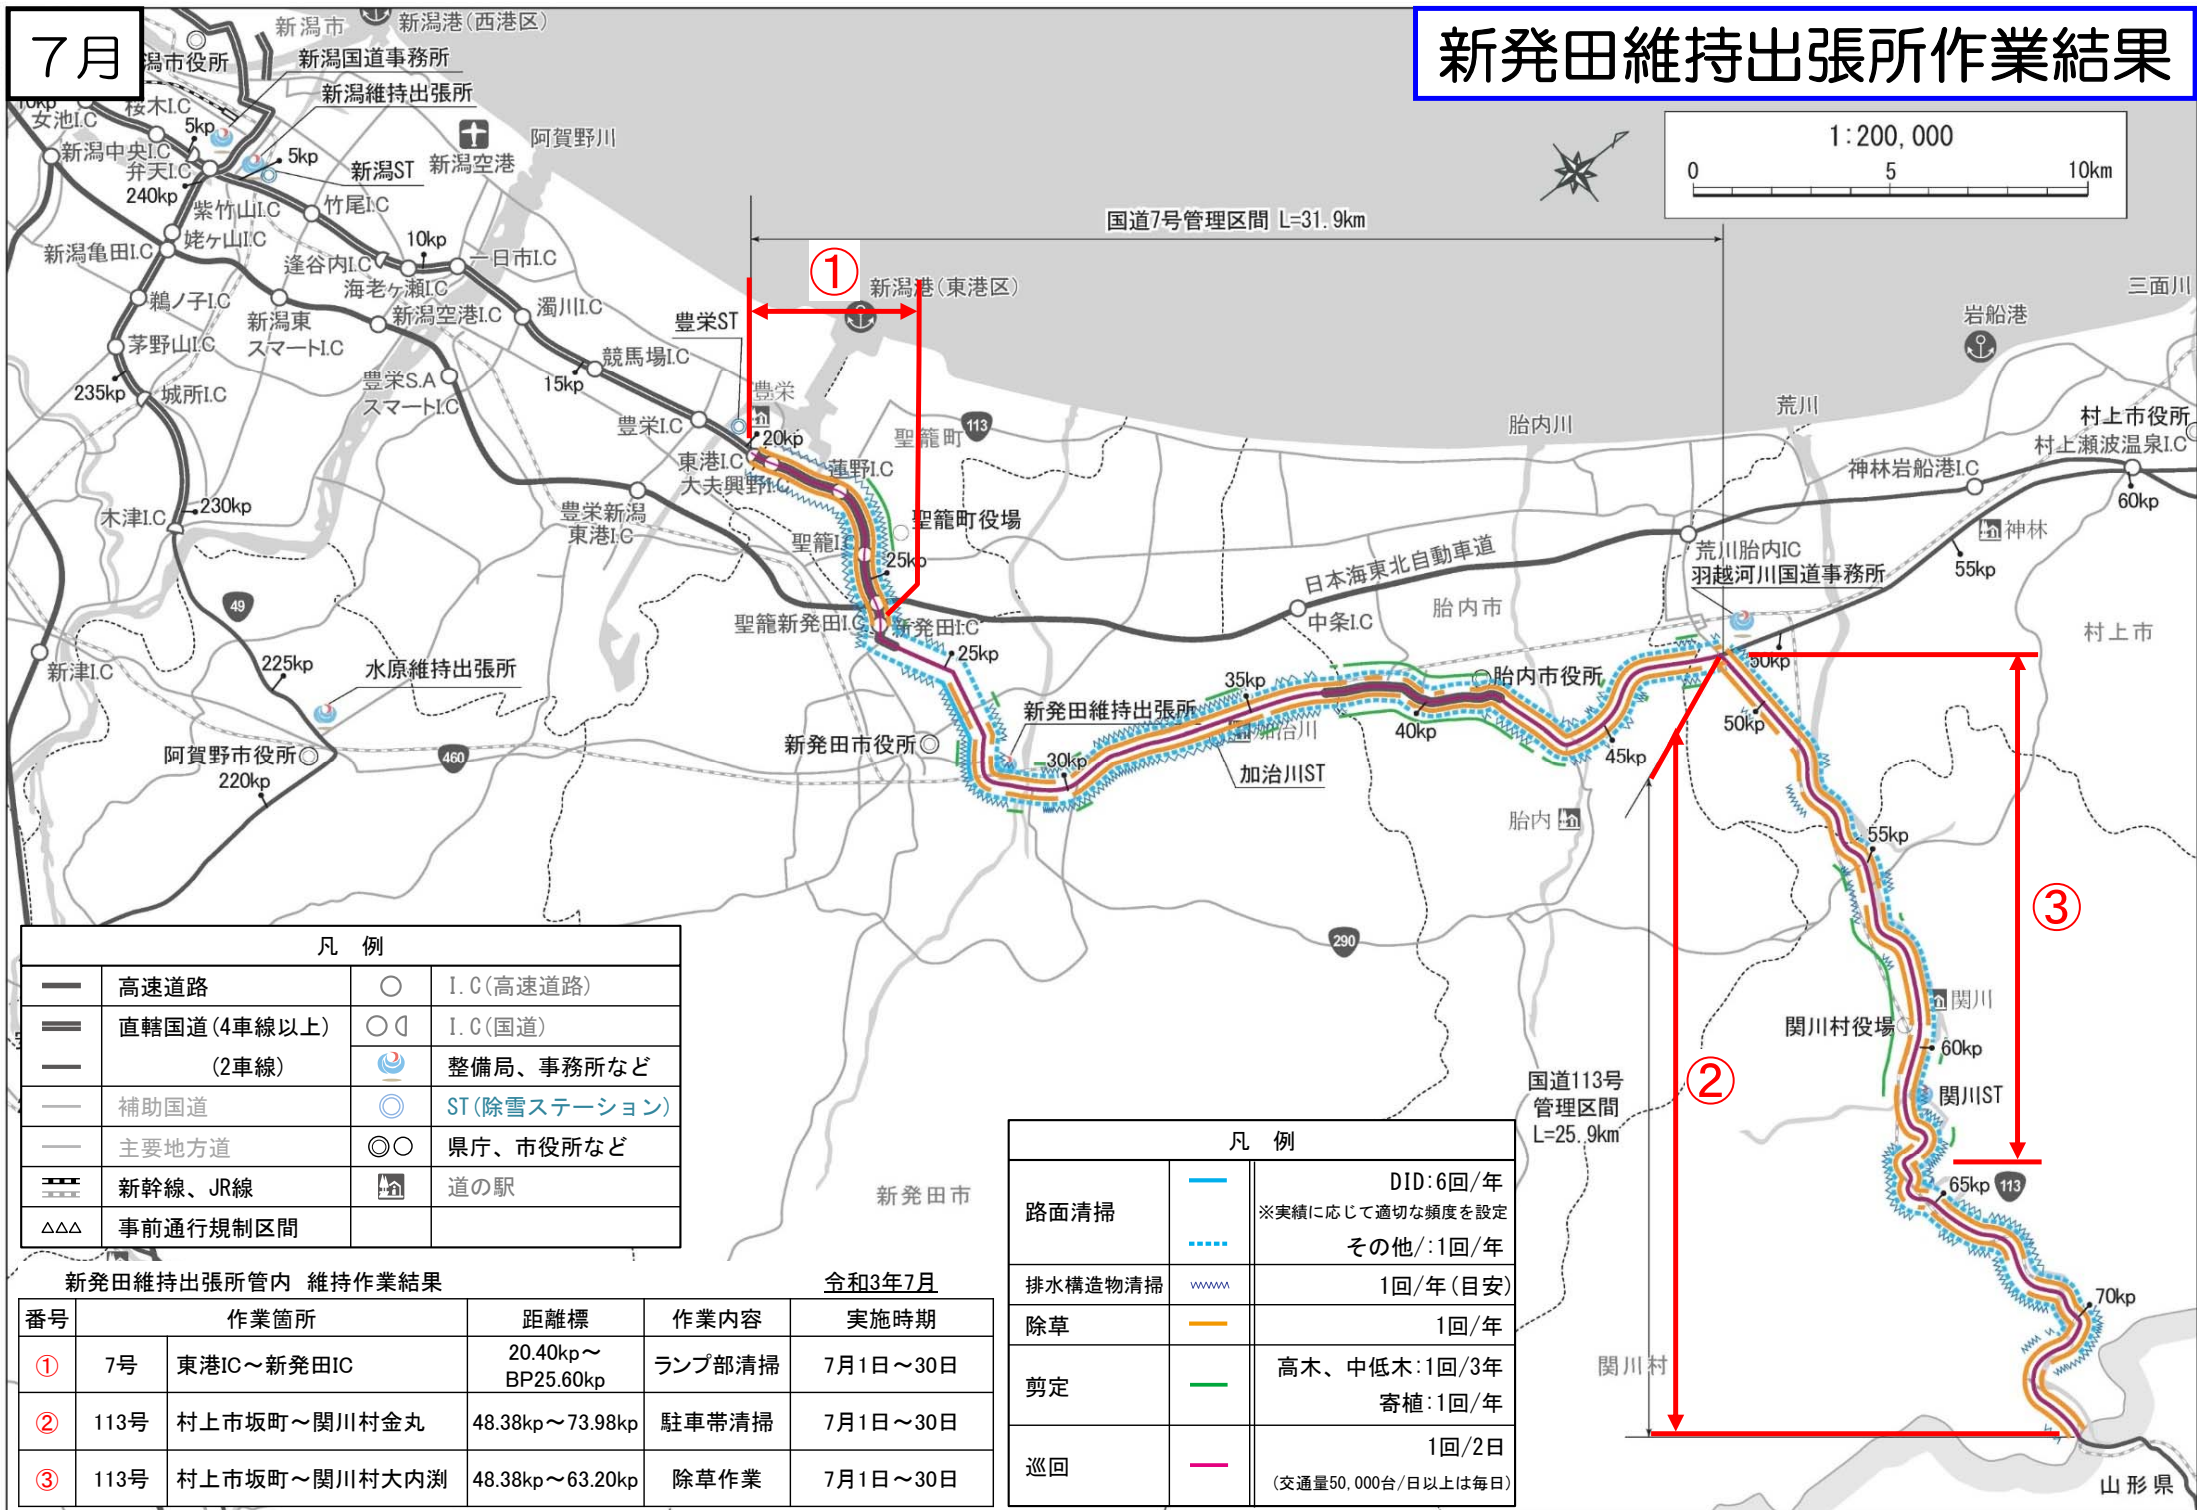 7月
新発田維持出張所作業結果
新潟市
新潟港(西港区)
潟市役所
新潟国道事務所
新潟維持出張所
10kp
桜木I.C
女池I.C
5kp
新潟中央I.C
弁天I.C
5kp
新潟ST
新潟空港
阿賀野川
240kp
紫竹山I.C
竹尾I.C
姥ヶ山I.C
新潟亀田I.C
逢谷内I.C
10kp
一日市I.C
海老ヶ瀬I.C
鵜ノ子I.C
新潟東
スマートI.C
新潟空港I.C
濁川I.C
茅野山I.C
235kp
城所I.C
豊栄S.A
スマートI.C
15kp
競馬場I.C
豊栄ST
豊栄
豊栄I.C
20kp
東港I.C
大夫興野I.C
蓮野I.C
木津I.C
230kp
豊栄新潟
東港I.C
聖籠町
113
聖籠町役場
聖籠I.
25kp
聖籠新発田I.C
新発田I.C
25kp
49
新津I.C
225kp
水原維持出張所
阿賀野市役所
220kp
460
新発田市役所
新発田維持出張所
30kp
35kp
加治川
加治川ST
40kp
胎内市役所
45kp
胎内
290
新発田市
1:200,000
0 5 10km
国道7号管理区間 L=31.9km
①
新潟港(東港区)
三面川
岩船港
荒川
胎内川
村上市役所
村上瀬波温泉I.C
神林岩船港I.C
60kp
日本海東北自動車道
荒川胎内IC
羽越河川国道事務所
神林
55kp
中条I.C
胎内市
村上市
50kp
50kp
55kp
③
関川
関川村役場
60kp
②
国道113号
管理区間
L=25.9km
関川ST
65kp
113
70kp
関川村
山形県
凡 例
高速道路 I.C(高速道路)
直轄国道(4車線以上) I.C(国道)
(2車線) 整備局、事務所など
補助国道 ST(除雪ステーション)
主要地方道 県庁、市役所など
新幹線、JR線 道の駅
事前通行規制区間
凡 例
路面清掃 DID:6回/年
※実績に応じて適切な頻度を設定
その他/:1回/年
排水構造物清掃 1回/年(目安)
除草 1回/年
剪定 高木、中低木:1回/3年
寄植:1回/年
巡回 1回/2日
(交通量50,000台/日以上は毎日)
新発田維持出張所管内 維持作業結果 令和3年7月
番号 作業箇所 距離標 作業内容 実施時期
① 7号 東港IC～新発田IC 20.40kp～BP25.60kp ランプ部清掃 7月1日～30日
② 113号 村上市坂町～関川村金丸 48.38kp～73.98kp 駐車帯清掃 7月1日～30日
③ 113号 村上市坂町～関川村大内渕 48.38kp～63.20kp 除草作業 7月1日～30日